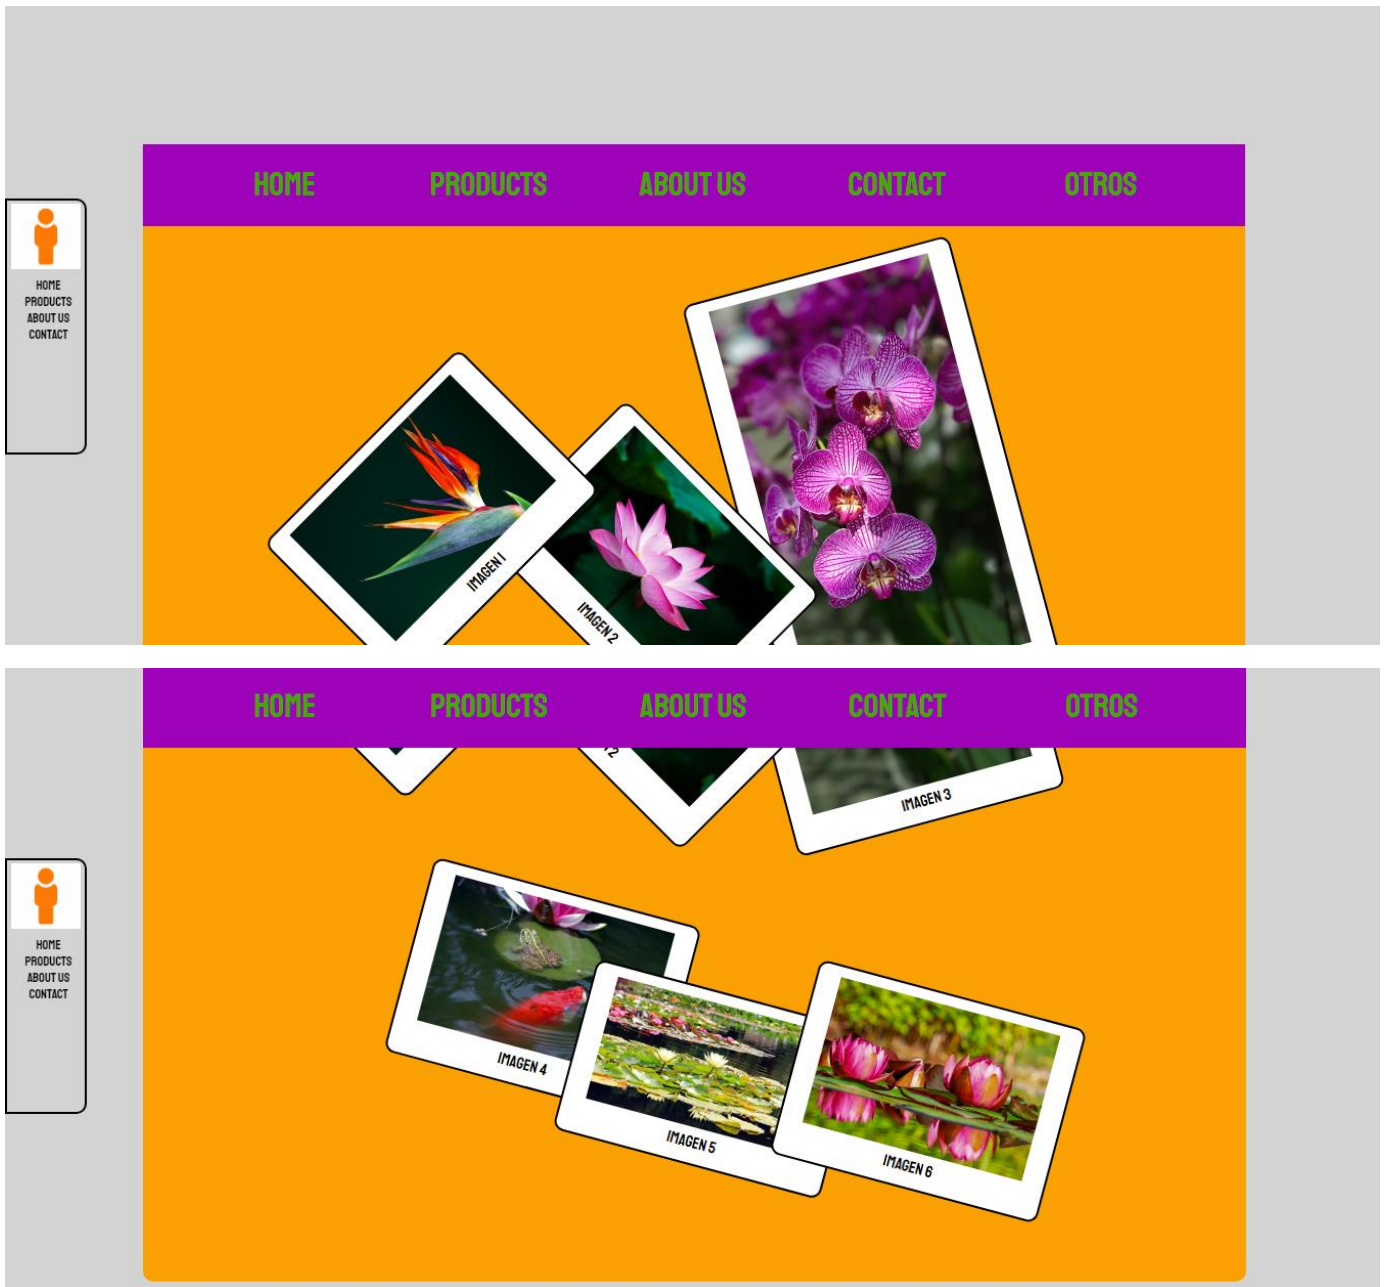 HOME PRODUCTS ABOUT US CONTACT OTROS
HOME
PRODUCTS
ABOUT US
CONTACT
IMAGEN 1
IMAGEN 2
HOME PRODUCTS ABOUT US CONTACT OTROS
2
IMAGEN 3
HOME
PRODUCTS
ABOUT US
CONTACT
IMAGEN 4
IMAGEN 5
IMAGEN 6